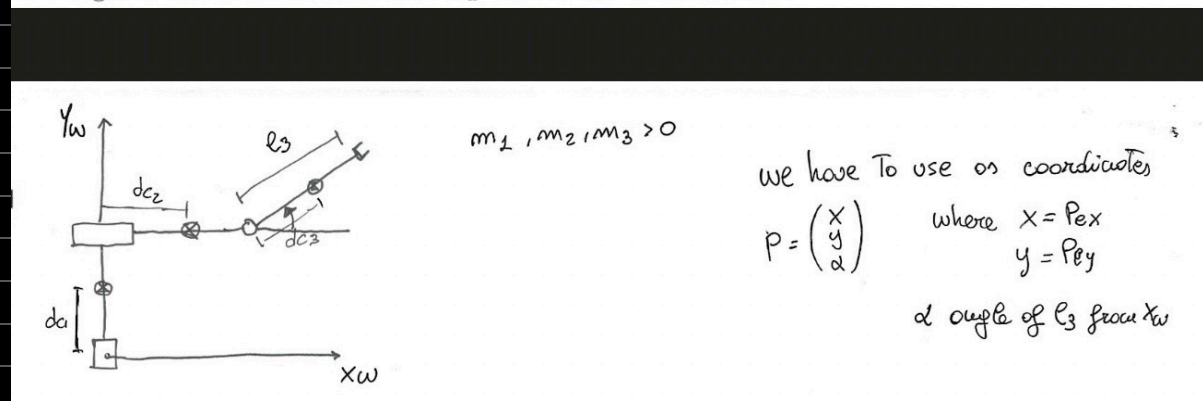 Yw
l3
m1, m2, m3 > 0
dc2
dc3
dc1
Xw
we have To use as coordinates
P = (x y α) where x = Pex
y = Pey
α angle of l3 from Xw